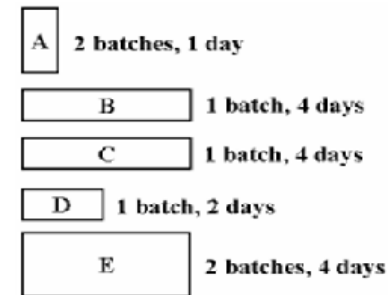 A 2 batches, 1 day
B 1 batch, 4 days
C 1 batch, 4 days
D 1 batch, 2 days
E 2 batches, 4 days